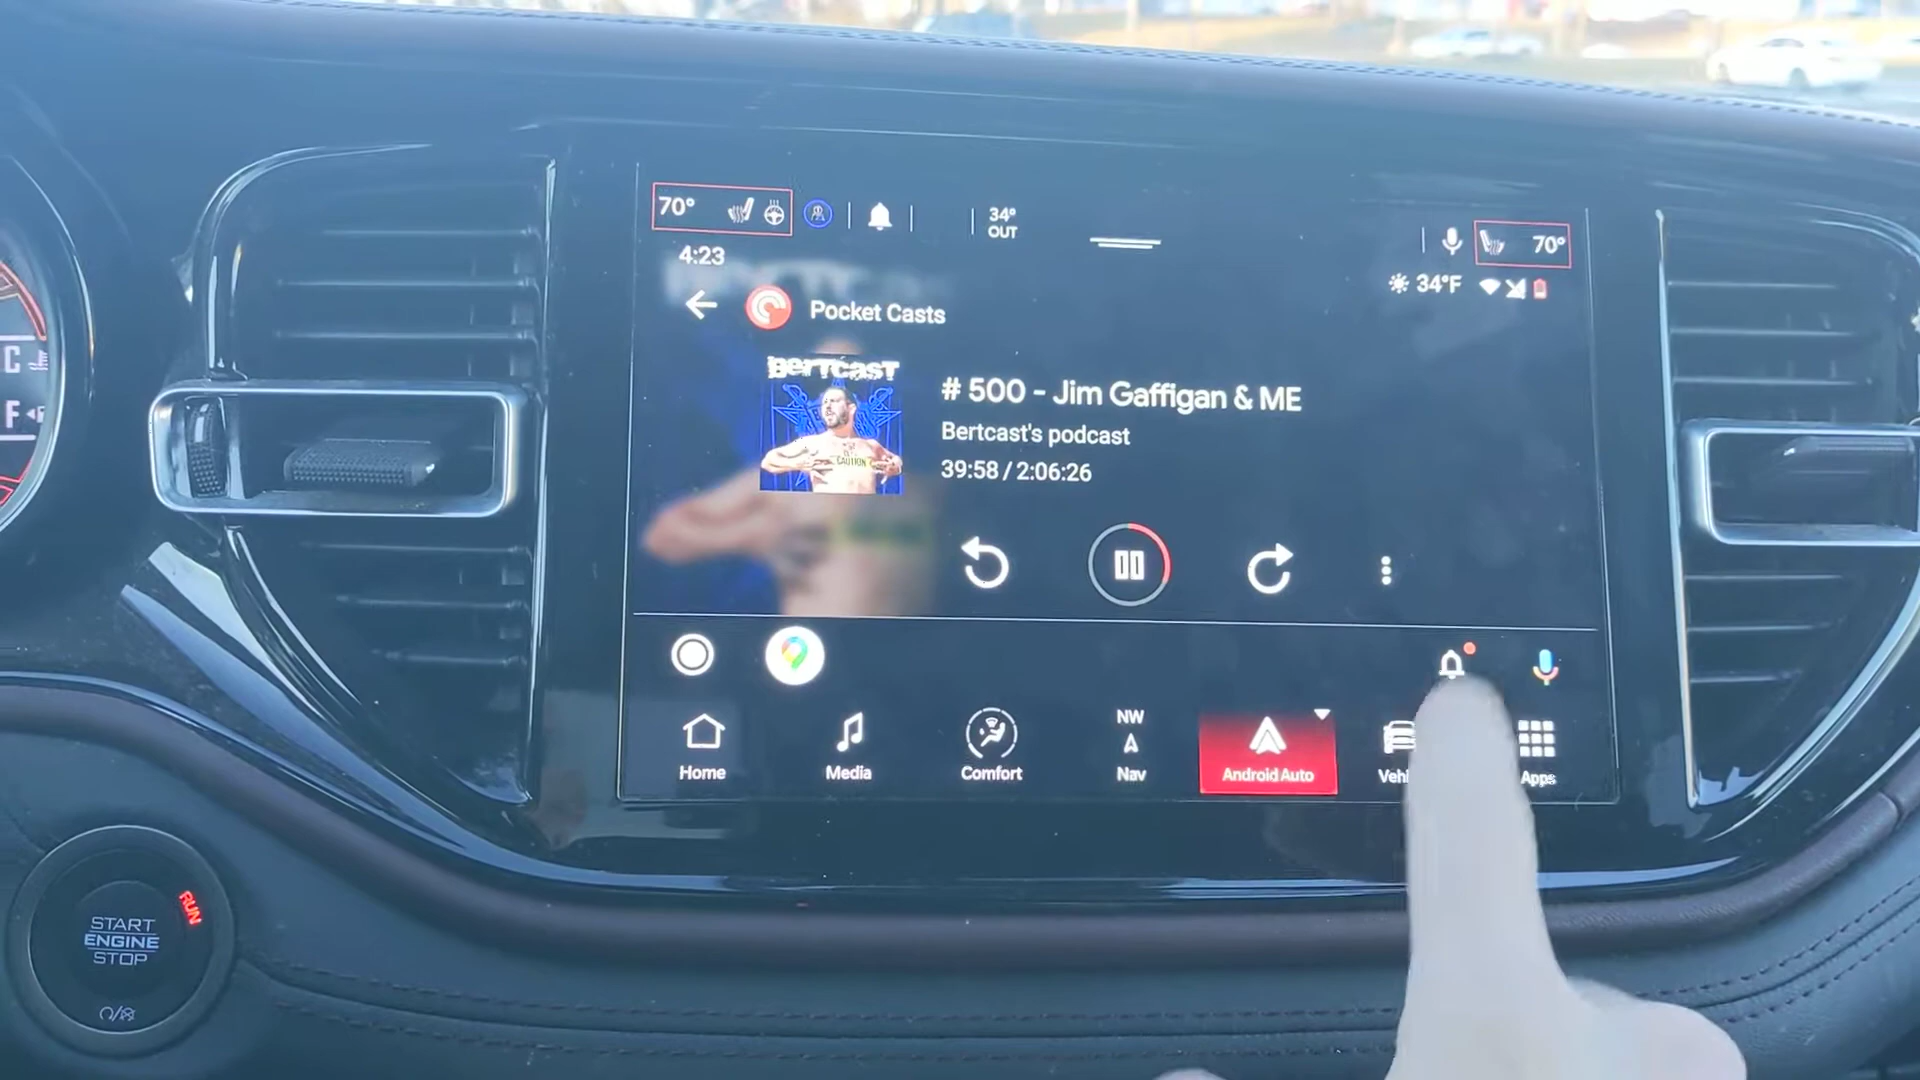 70°
34°
OUT
70°
4:23
34°F
Pocket Casts
BERTCAST
# 500 - Jim Gaffigan & ME
Bertcast's podcast
CAUTION
39:58 / 2:06:26
C
F
NW
Home
Media
Comfort
Nav
Android Auto
Vehi
Apps
RUN
START
ENGINE
STOP